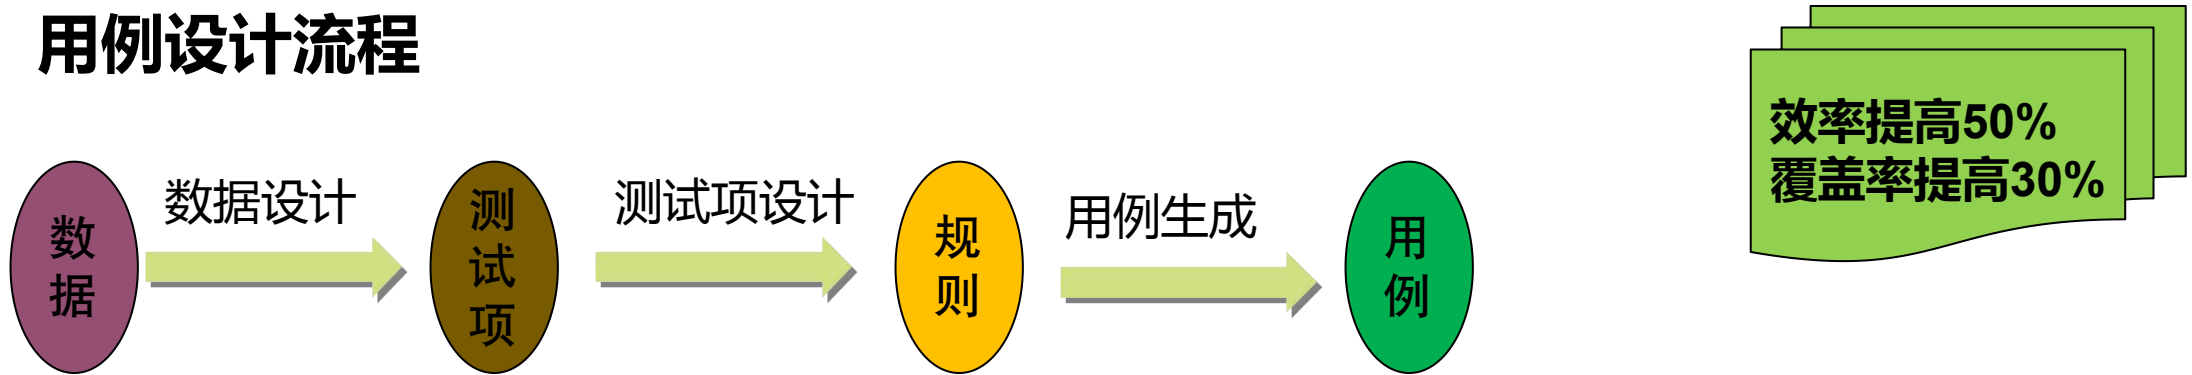 用例设计流程
效率提高50%
覆盖率提高30%
数据
数据设计
测试项
测试项设计
规则
用例生成
用例